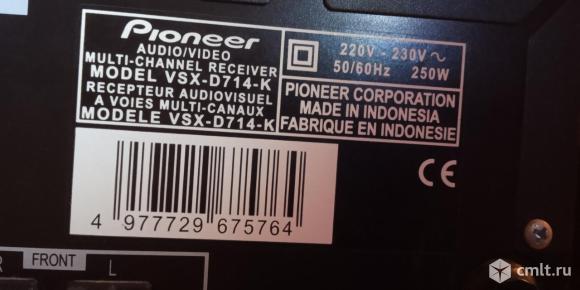 Pioneer
AUDIO/VIDEO
MULTI-CHANNEL RECEIVER
MODEL VSX-D714-K
RECEPTEUR AUDIOVISUEL
A VOIES MULTI-CANAUX
MODELE VSX-D714-K
220V - 230V ~
50/60Hz 250W
PIONEER CORPORATION
MADE IN INDONESIA
FABRIQUE EN INDONESIE
CE
4 977729 675764
R FRONT L
cmlt.ru